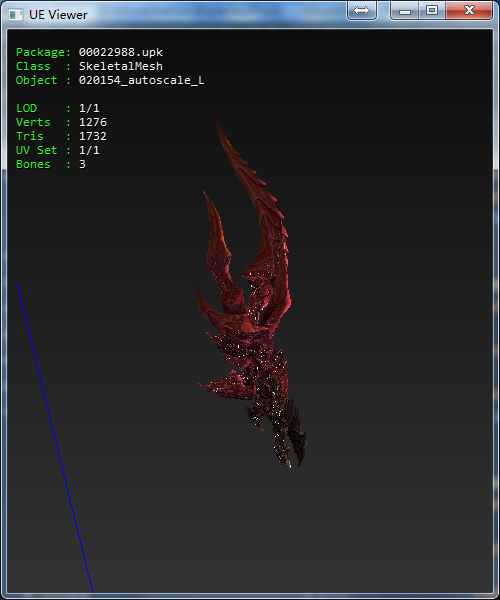 UE Viewer
Package: 00022988.upk
Class : SkeletalMesh
Object : 020154_autoscale_L
LOD : 1/1
Verts : 1276
Tris : 1732
UV Set : 1/1
Bones : 3